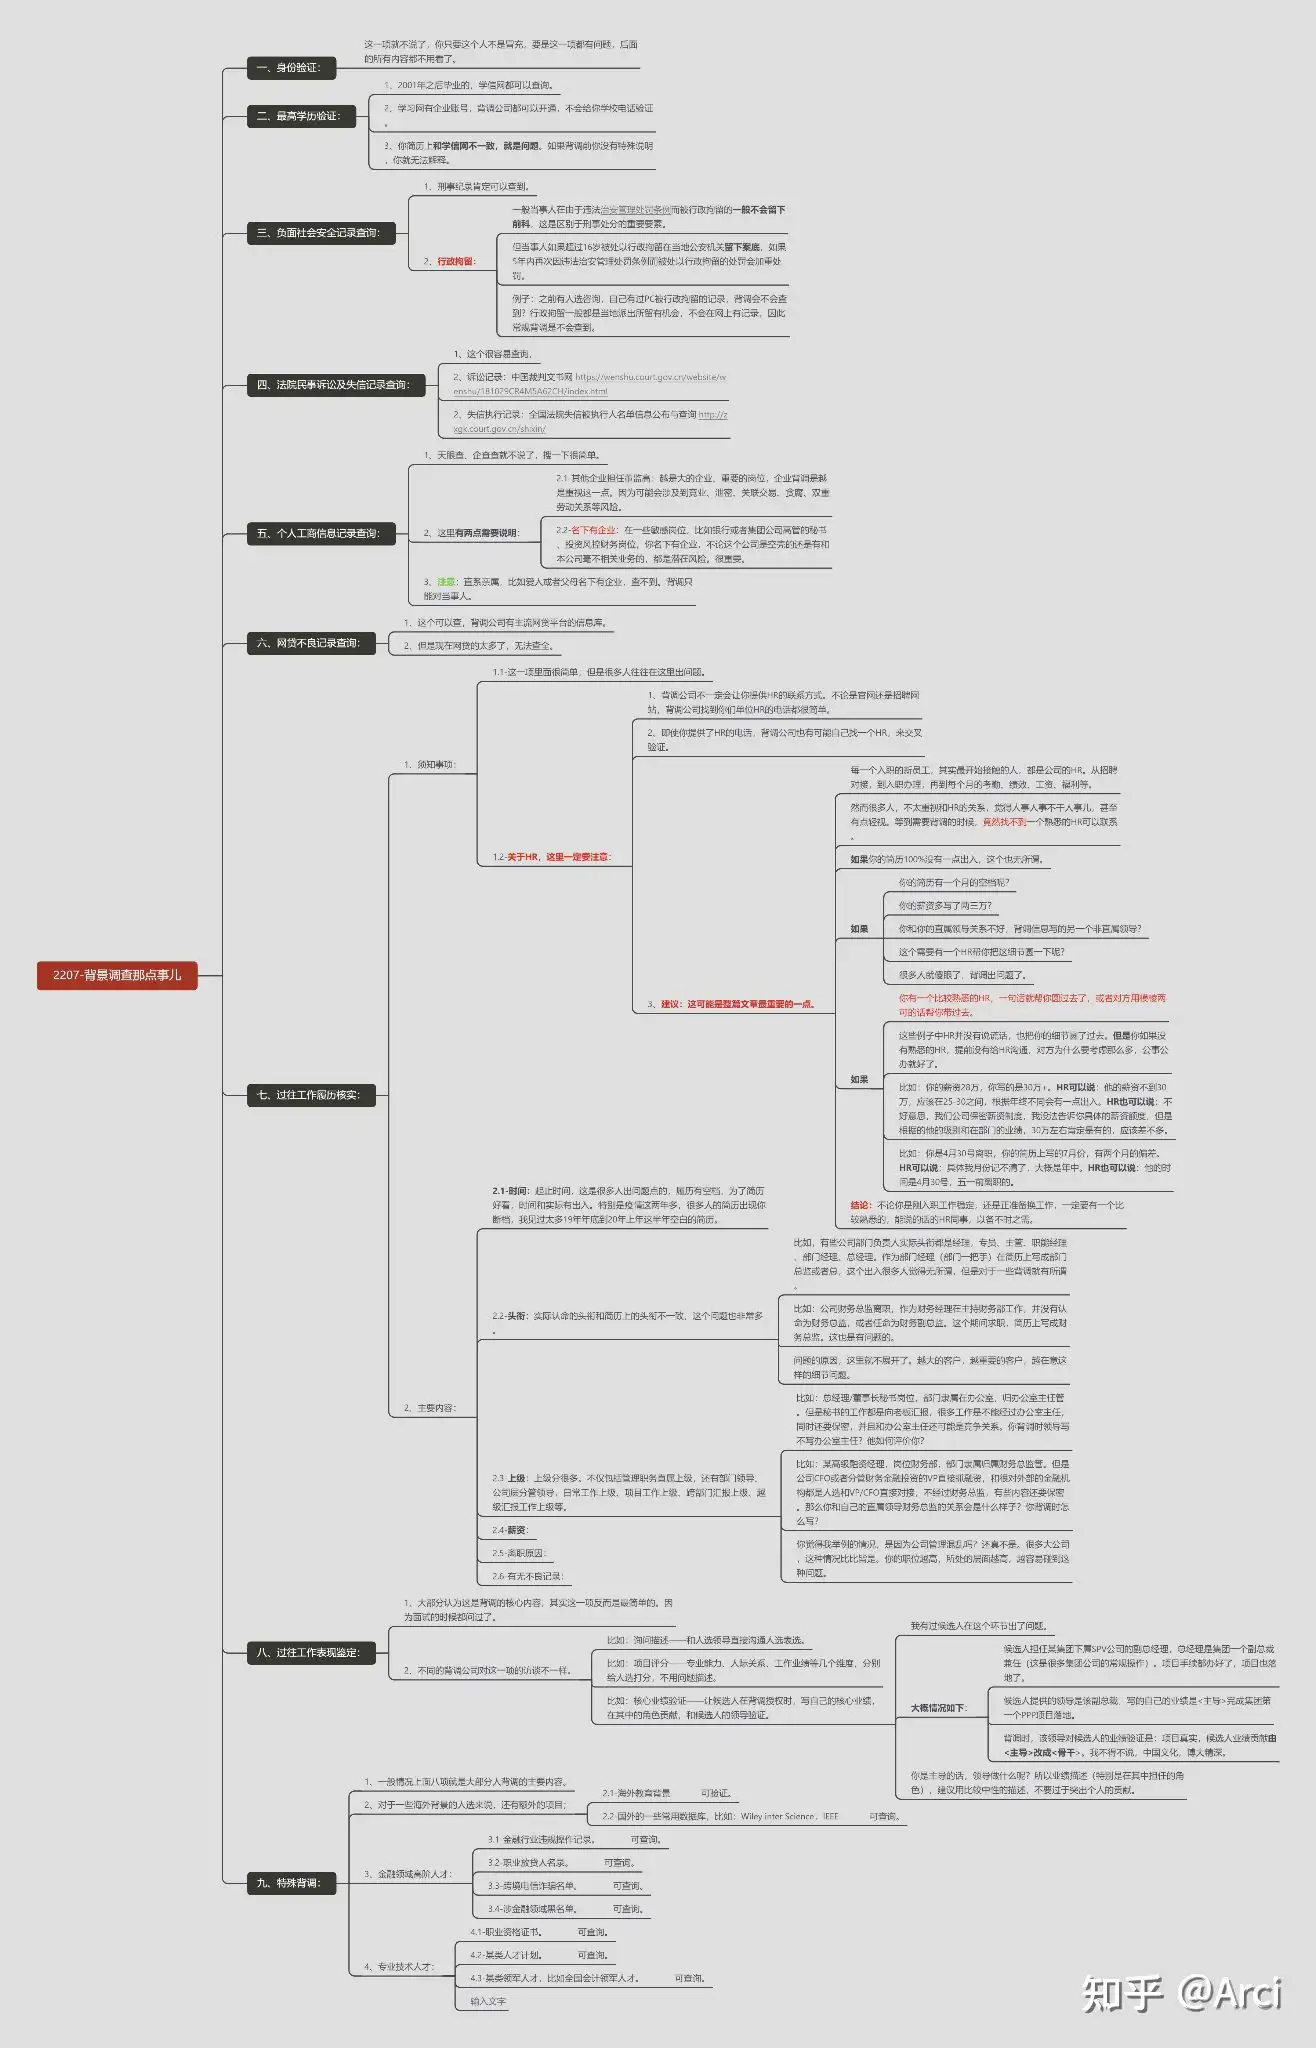 2207-背景调查那点事儿
一、身份验证：
这一项就不说了，你只要这个人不是冒充。要是这一项都有问题，后面
的所有内容都不用看了。
二、最高学历验证：
1、2001年之后毕业的，学信网都可以查询。
2、学习网有企业账号，背调公司都可以开通，不会给你学校电话验证
。
3、你简历上和学信网不一致，就是问题。如果背调前你没有特殊说明
，你就无法解释。
三、负面社会安全记录查询：
1、刑事纪录肯定可以查到。
2、行政拘留：
一般当事人在由于违法治安管理处罚条例而被行政拘留的一般不会留下
前科，这是区别于刑事处分的重要要素。
但当事人如果超过16岁被处以行政拘留在当地公安机关留下案底，如果
5年内再次因违法治安管理处罚条例而被处以行政拘留的处罚会加重处
罚。
例子：之前有人选咨询，自己有过PC被行政拘留的记录，背调会不会查
到？行政拘留一般都是当地派出所留有机会，不会在网上有记录，因此
常规背调是不会查到。
四、法院民事诉讼及失信记录查询：
1、这个很容易查询，
2、诉讼记录：中国裁判文书网 https://wenshu.court.gov.cn/website/w
enshu/181029CR4M5A62CH/index.html
2、失信执行记录：全国法院失信被执行人名单信息公布与查询 http://z
xgk.court.gov.cn/shixin/
五、个人工商信息记录查询：
1、天眼查、企查查就不说了，搜一下很简单。
2、这里有两点需要说明：
2.1-其他企业担任董监高：越是大的企业，重要的岗位，企业背调是越
是重视这一点。因为可能会涉及到竞业、泄密、关联交易、贪腐、双重
劳动关系等风险。
2.2-名下有企业：在一些敏感岗位，比如银行或者集团公司高管的秘书
、投资风控财务岗位，你名下有企业，不论这个公司是空壳的还是有和
本公司毫不相关业务的，都是潜在风险。很重要。
3、注意：直系亲属，比如爱人或者父母名下有企业，查不到。背调只
能对当事人。
六、网贷不良记录查询：
1、这个可以查，背调公司有主流网贷平台的信息库。
2、但是现在网贷的太多了，无法查全。
七、过往工作履历核实：
1、须知事项：
1.1-这一项里面很简单，但是很多人往往在这里出问题。
1.2-关于HR，这里一定要注意：
1、背调公司不一定会让你提供HR的联系方式。不论是官网还是招聘网
站，背调公司找到你们单位HR的电话都很简单。
2、即使你提供了HR的电话，背调公司也有可能自己找一个HR，来交叉
验证。
3、建议：这可能是整篇文章最重要的一点。
每一个入职的新员工，其实最开始接触的人，都是公司的HR。从招聘
对接，到入职办理，再到每个月的考勤、绩效、工资、福利等。
然而很多人，不太重视和HR的关系，觉得人事人事不干人事儿，甚至
有点轻视。等到需要背调的时候，竟然找不到一个熟悉的HR可以联系
。
如果你的简历100%没有一点出入，这个也无所谓。
如果
你的简历有一个月的空档呢？
你的薪资多写了两三万？
你和你的直属领导关系不好，背调信息写的另一个非直属领导？
这个需要有一个HR帮你把这细节圆一下呢？
很多人就傻眼了，背调出问题了。
如果
你有一个比较熟悉的HR，一句话就帮你圆过去了，或者对方用模棱两
可的话帮你带过去。
这些例子中HR并没有说谎话，也把你的细节圆了过去。但是你如果没
有熟悉的HR，提前没有给HR沟通，对方为什么要考虑那么多，公事公
办就好了。
比如：你的薪资28万，你写的是30万+。HR可以说：他的薪资不到30
万，应该在25-30之间，根据年终不同会有一点出入。HR也可以说：不
好意思，我们公司保密薪资制度，我没法告诉你具体的薪资额度，但是
根据的他的级别和在部门的业绩，30万左右肯定是有的，应该差不多。
比如：你是4月30号离职，你的简历上写的7月份，有两个月的偏差。
HR可以说：具体我月份记不清了，大概是年中。HR也可以说：他的时
间是4月30号，五一前离职的。
结论：不论你是刚入职工作稳定，还是正准备换工作，一定要有一个比
较熟悉的，能说的话的HR同事，以备不时之需。
2、主要内容：
2.1-时间：起止时间，这是很多人出问题点的，履历有空档，为了简历
好看，时间和实际有出入。特别是疫情这两年多，很多人的简历出现你
断档，我见过太多19年年底到20年上年这半年空白的简历。
2.2-头衔：实际认命的头衔和简历上的头衔不一致，这个问题也非常多
。
比如，有些公司部门负责人实际头衔都是经理，专员、主管、职能经理
、部门经理、总经理。作为部门经理（部门一把手）在简历上写成部门
总监或者总，这个出入很多人觉得无所谓，但是对于一些背调就有所谓
。
比如：公司财务总监离职，作为财务经理在主持财务部工作，并没有认
命为财务总监，或者任命为财务副总监。这个期间求职，简历上写成财
务总监。这也是有问题的。
问题的原因，这里就不展开了。越大的客户，越重要的客户，越在意这
样的细节问题。
2.3-上级：上级分很多。不仅包括管理职务直属上级，还有部门领导、
公司层分管领导，日常工作上级、项目工作上级、跨部门汇报上级、越
级汇报工作上级等。
比如：总经理/董事长秘书岗位，部门隶属在办公室，归办公室主任管
。但是秘书的工作都是向老板汇报，很多工作是不能经过办公室主任，
同时还要保密，并且和办公室主任还可能是竞争关系。你背调时领导写
不写办公室主任？他如何评价你？
比如：某高级融资经理，岗位财务部，部门隶属归属财务总监管。但是
公司CFO或者分管财务金融投资的VP直接抓融资，和很对外部的金融机
构都是人选和VP/CFO直接对接，不经过财务总监，有些内容还要保密
。那么你和自己的直属领导财务总监的关系会是什么样子？你背调时怎
么写？
你觉得我举例的情况，是因为公司管理混乱吗？还真不是。很多大公司
，这种情况比比皆是。你的职位越高，所处的层面越高，越容易碰到这
种问题。
2.4-薪资：
2.5-离职原因：
2.6-有无不良记录：
八、过往工作表现鉴定：
1、大部分认为这是背调的核心内容，其实这一项反而是最简单的。因
为面试的时候都问过了。
2、不同的背调公司对这一项的访谈不一样。
比如：询问描述——和人选领导直接沟通人选表选。
比如：项目评分——专业能力、人际关系、工作业绩等几个维度，分别
给人选打分，不用问题描述。
比如：核心业绩验证——让候选人在背调授权时，写自己的核心业绩，
在其中的角色贡献，和候选人的领导验证。
我有过候选人在这个环节出了问题。
大概情况如下：
候选人担任某集团下属SPV公司的副总经理，总经理是集团一个副总裁
兼任（这是很多集团公司的常规操作）。项目手续都办好了，项目也落
地了。
候选人提供的领导是该副总裁，写的自己的业绩是<主导>完成集团第
一个PPP项目落地。
背调时，该领导对候选人的业绩验证是：项目真实，候选人业绩贡献由
<主导>改成<骨干>。我不得不说，中国文化，博大精深。
你是主导的话，领导做什么呢？所以业绩描述（特别是在其中担任的角
色），建议用比较中性的描述，不要过于突出个人的贡献。
九、特殊背调：
1、一般情况上面八项就是大部分人背调的主要内容。
2、对于一些海外背景的人选来说，还有额外的项目；
2.1-海外教育背景 可验证。
2.2-国外的一些常用数据库，比如：Wiley inter Science，IEEE 可查询。
3、金融领域高阶人才：
3.1-金融行业违规操作记录。 可查询。
3.2-职业放贷人名录。 可查询。
3.3-跨境电信诈骗名单。 可查询。
3.4-涉金融领域黑名单。 可查询。
4、专业技术人才：
4.1-职业资格证书。 可查询。
4.2-某类人才计划。 可查询。
4.3-某类领军人才，比如全国会计领军人才。 可查询。
输入文字
知乎 @Arci